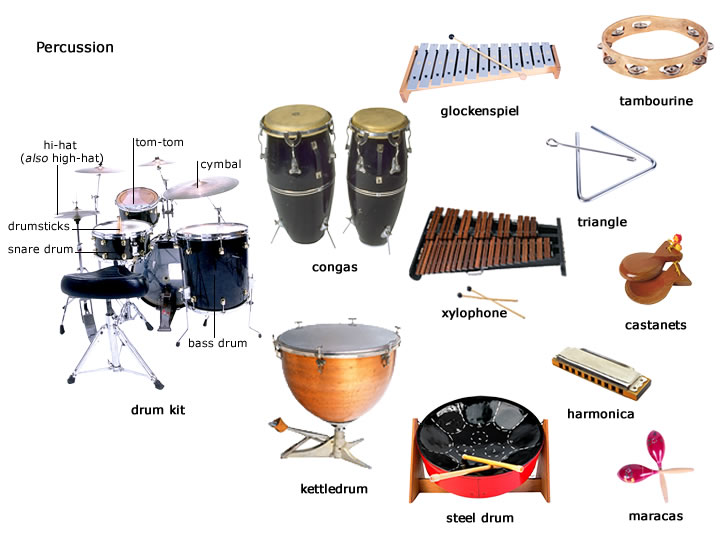 Percussion
glockenspiel
tambourine
hi-hat
(also high-hat)
tom-tom
cymbal
drumsticks
snare drum
bass drum
drum kit
congas
triangle
xylophone
castanets
harmonica
kettledrum
steel drum
maracas